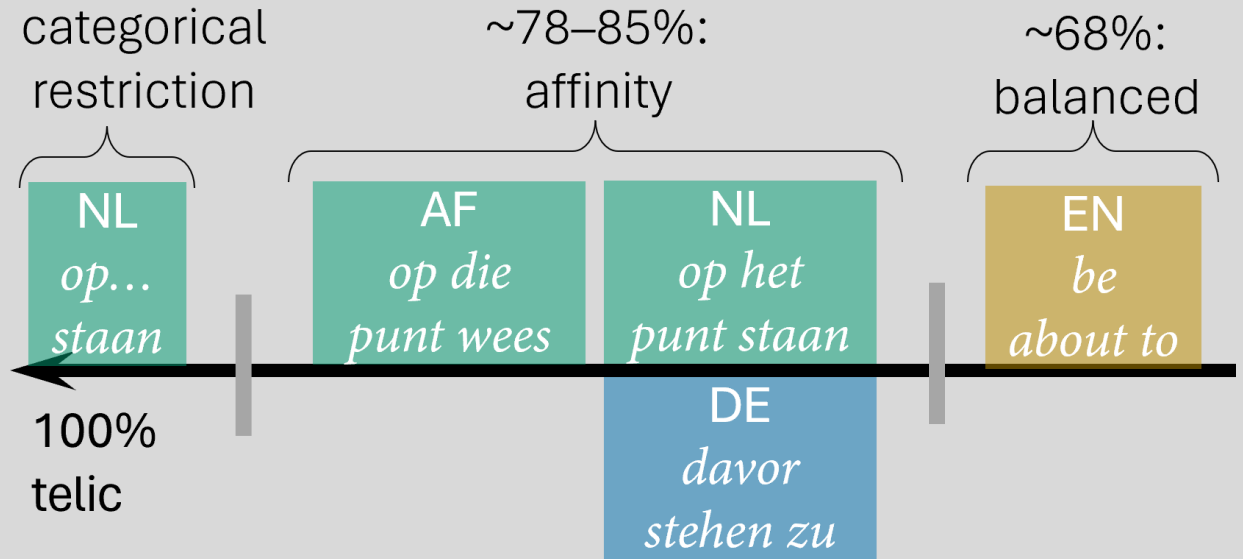 categorical
restriction
~78–85%:
affinity
~68%:
balanced
NL
op…
staan
AF
op die
punt wees
NL
op het
punt staan
EN
be
about to
100%
telic
DE
davor
stehen zu